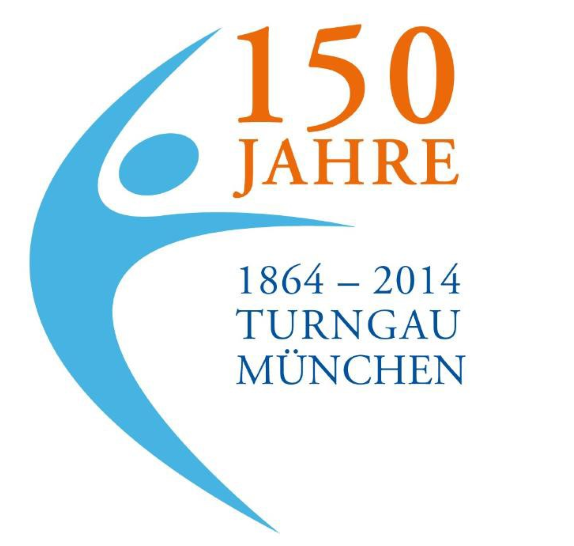 150
JAHRE
1864 – 2014
TURNGAU
MÜNCHEN